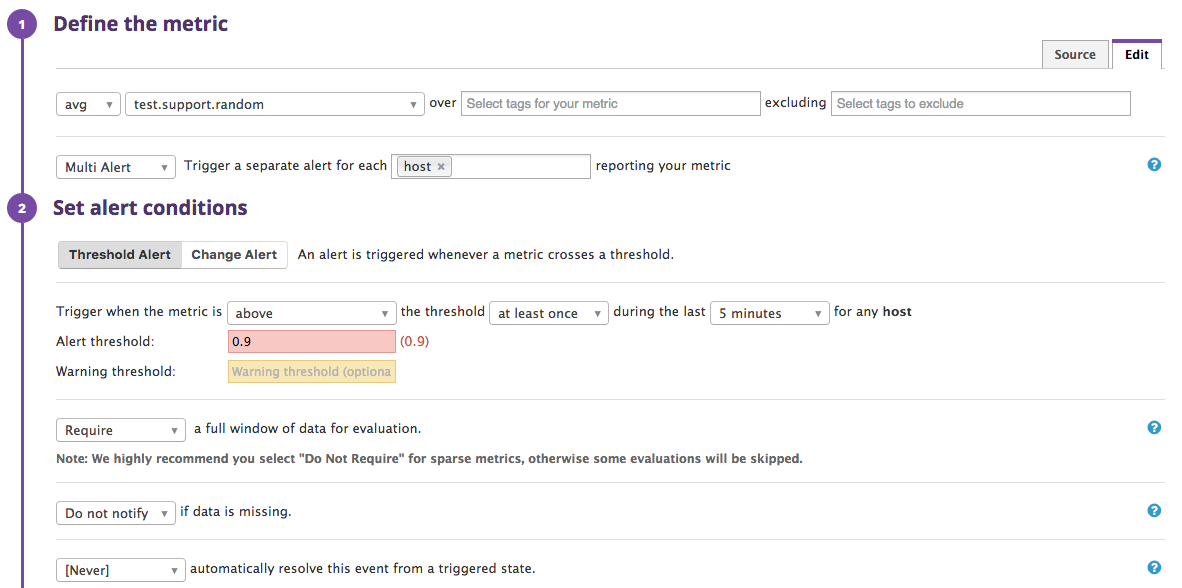 1 Define the metric
Source Edit
avg test.support.random over Select tags for your metric excluding Select tags to exclude
Multi Alert Trigger a separate alert for each host × reporting your metric ?
2 Set alert conditions
Threshold Alert Change Alert An alert is triggered whenever a metric crosses a threshold.
Trigger when the metric is above the threshold at least once during the last 5 minutes for any host
Alert threshold: 0.9 (0.9)
Warning threshold: Warning threshold (optiona
Require a full window of data for evaluation. ?
Note: We highly recommend you select "Do Not Require" for sparse metrics, otherwise some evaluations will be skipped.
Do not notify if data is missing. ?
[Never] automatically resolve this event from a triggered state. ?